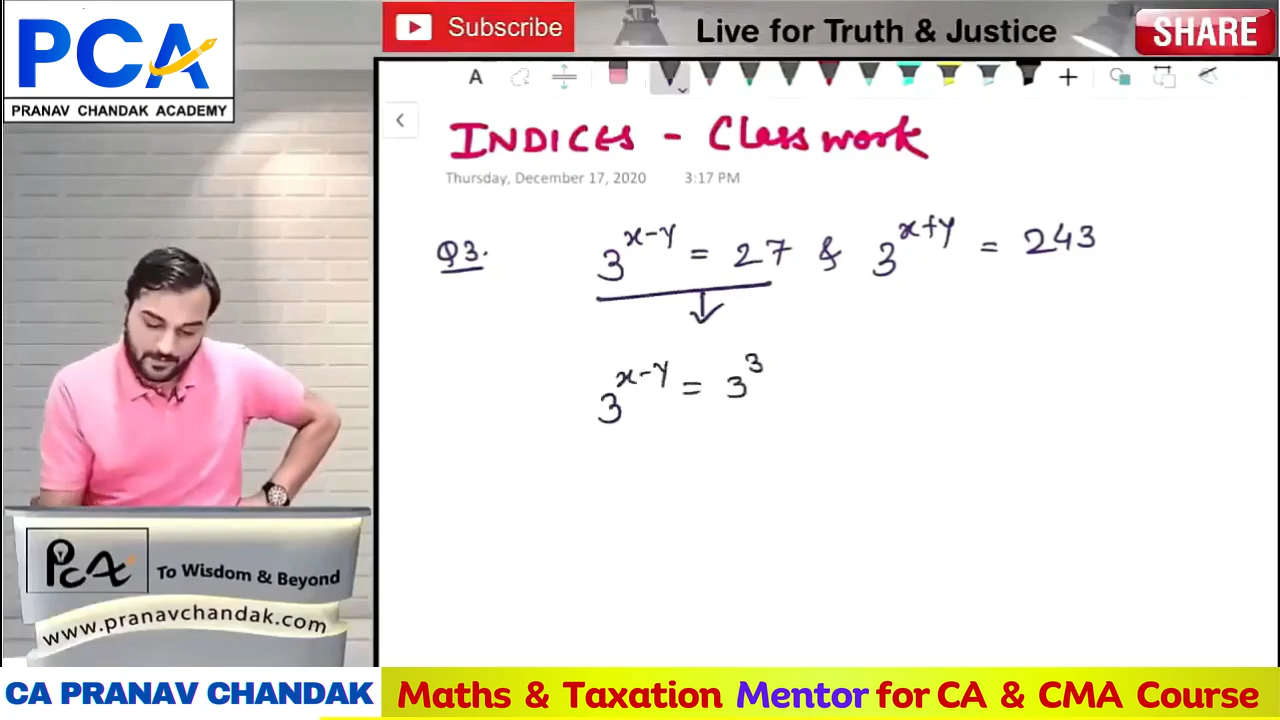 PCA
PRANAV CHANDAK ACADEMY
Subscribe
Live for Truth & Justice
SHARE
A
INDICES - Classwork
Thursday, December 17, 2020 3:17 PM
Q3. 3^{x-y} = 27 & 3^{x+y} = 243
3^{x-y} = 3^3
PCA To Wisdom & Beyond
www.pranavchandak.com
CA PRANAV CHANDAK
Maths & Taxation Mentor for CA & CMA Course